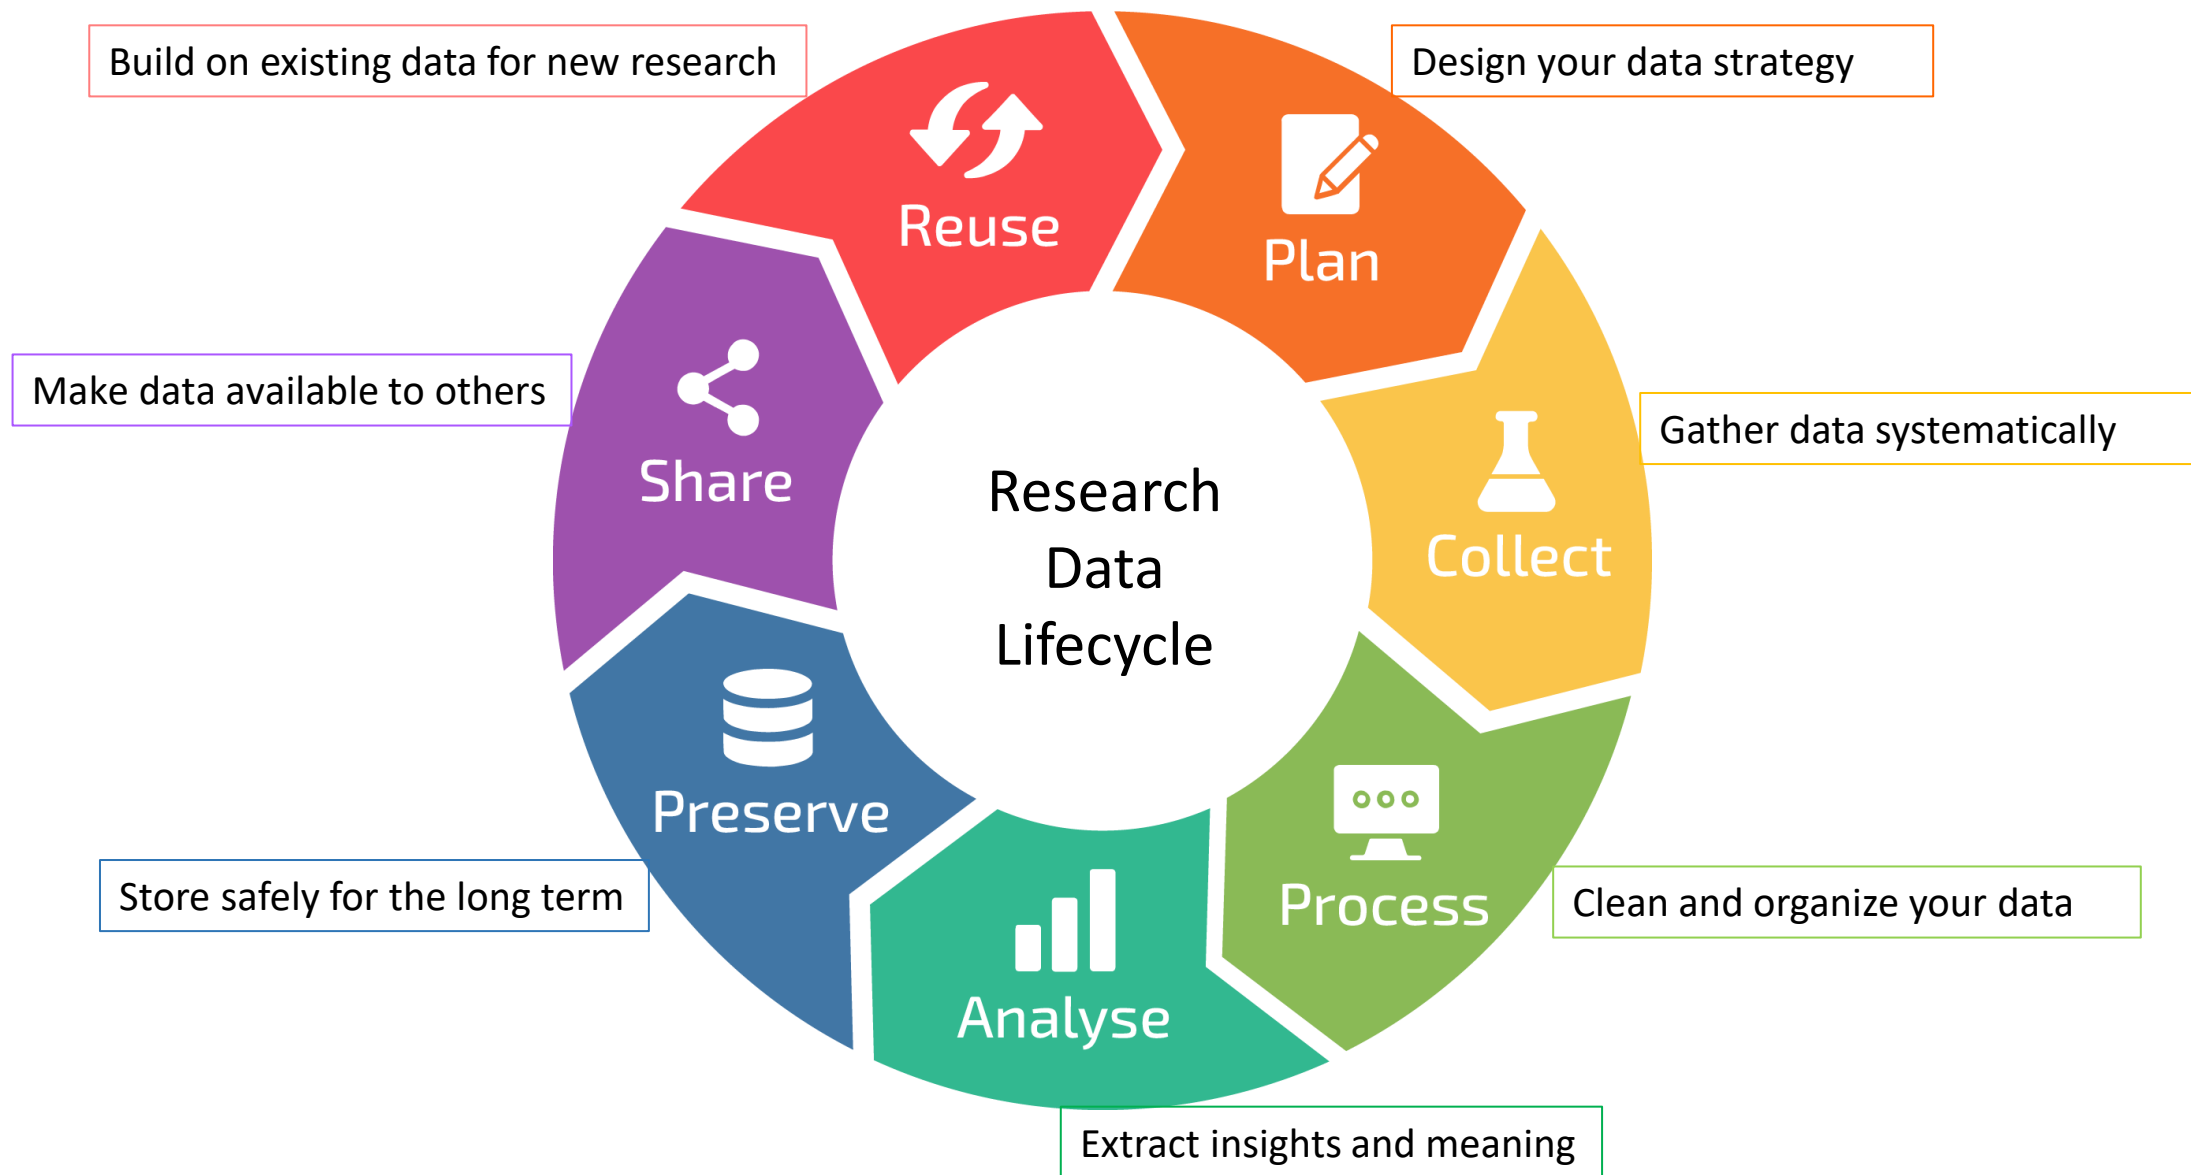 Build on existing data for new research
Design your data strategy
Reuse
Plan
Make data available to others
Gather data systematically
Share
Collect
Research
Data
Lifecycle
Preserve
Process
Store safely for the long term
Clean and organize your data
Analyse
Extract insights and meaning